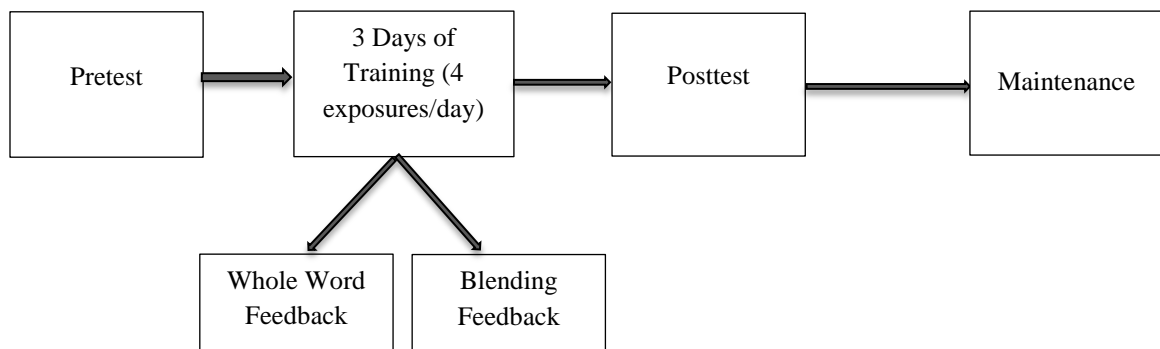 Pretest
3 Days of
Training (4
exposures/day)
Posttest
Maintenance
Whole Word
Feedback
Blending
Feedback